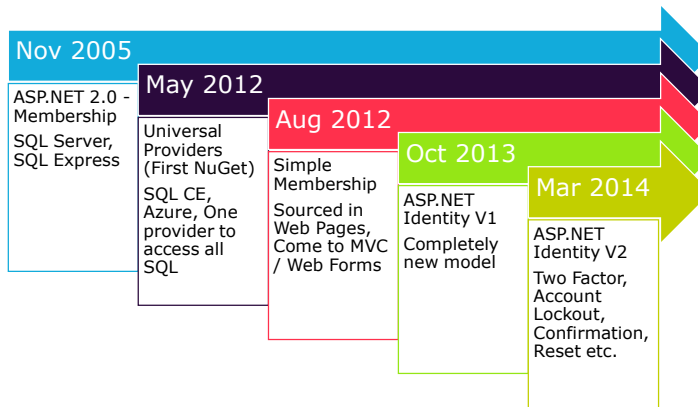 Nov 2005
ASP.NET 2.0 -
Membership
SQL Server,
SQL Express
May 2012
Universal
Providers
(First NuGet)
SQL CE,
Azure, One
provider to
access all
SQL
Aug 2012
Simple
Membership
Sourced in
Web Pages,
Come to MVC
/ Web Forms
Oct 2013
ASP.NET
Identity V1
Completely
new model
Mar 2014
ASP.NET
Identity V2
Two Factor,
Account
Lockout,
Confirmation,
Reset etc.